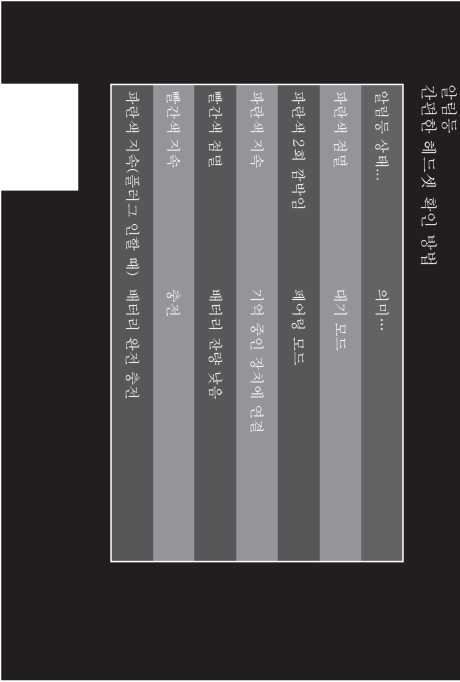 알림등
간편한 헤드셋 확인 방법
알림등 상태... 의미...
파란색 점멸 대기 모드
파란색 2회 깜박임 페어링 모드
파란색 지속 기억 중인 장치에 연결
빨간색 점멸 배터리 잔량 낮음
빨간색 지속 충전
파란색 지속(플러그 인할 때) 배터리 완전 충전